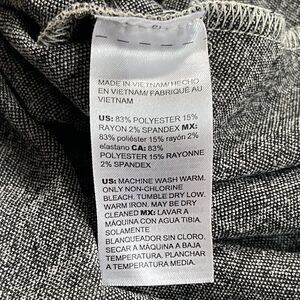 MADE IN VIETNAM/HECHO
EN VIETNAM/ FABRIQUÉ AU
VIETNAM
US: 83% POLYESTER 15%
RAYON 2% SPANDEX MX:
83% poliéster 15% rayón 2%
elastano CA: 83%
POLYESTER 15% RAYONNE
2% SPANDEX
US: MACHINE WASH WARM.
ONLY NON-CHLORINE
BLEACH. TUMBLE DRY LOW.
WARM IRON. MAY BE DRY
CLEANED MX: LAVAR A
MÁQUINA CON AGUA TIBIA.
SOLAMENTE
BLANQUEADOR SIN CLORO.
SECAR A MÁQUINA A BAJA
TEMPERATURA. PLANCHAR A
TEMPERATURA MEDIA.